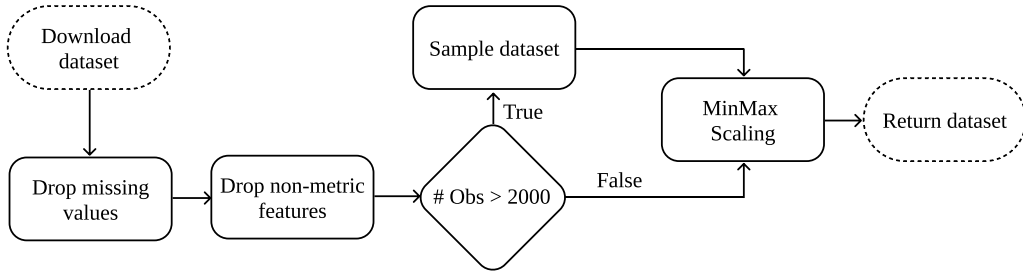 Download
dataset
Drop missing
values
Drop non-metric
features
# Obs > 2000
True
Sample dataset
False
MinMax
Scaling
Return dataset